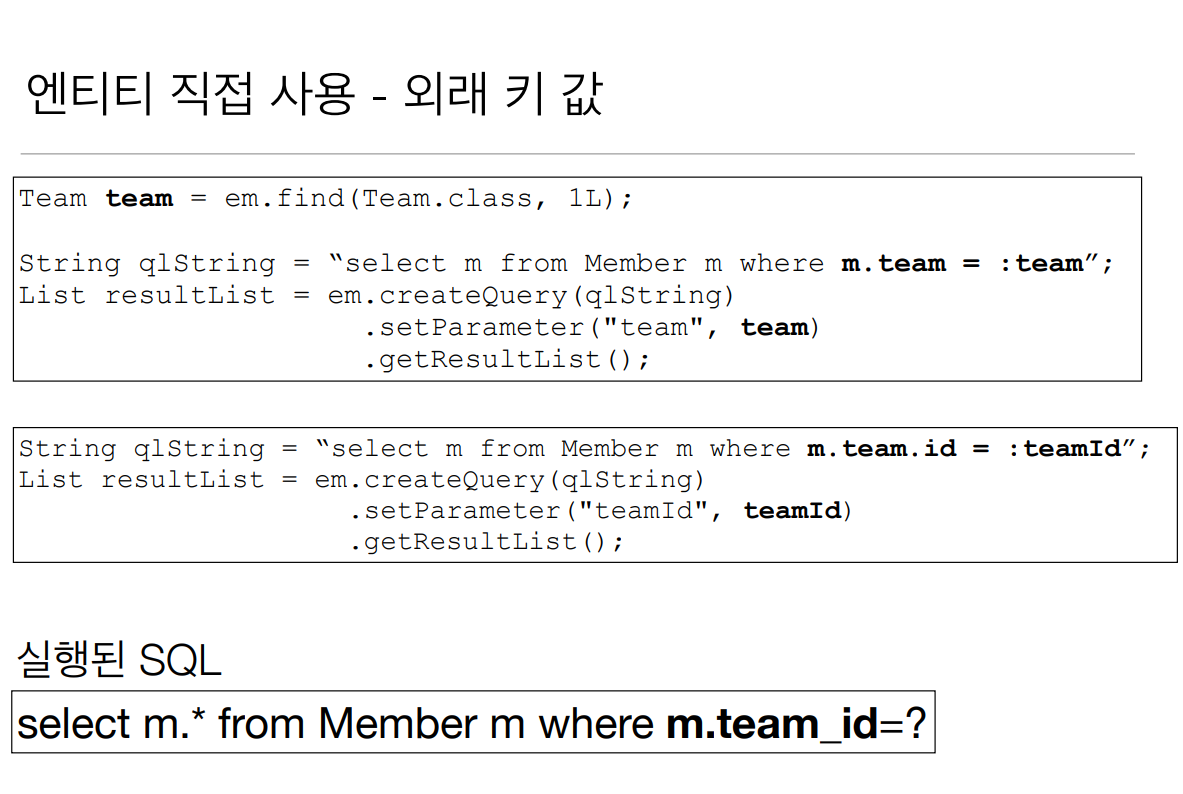 엔티티 직접 사용 - 외래 키 값
Team team = em.find(Team.class, 1L);
String qlString = “select m from Member m where m.team = :team”;
List resultList = em.createQuery(qlString)
.setParameter("team", team)
.getResultList();
String qlString = “select m from Member m where m.team.id = :teamId”;
List resultList = em.createQuery(qlString)
.setParameter("teamId", teamId)
.getResultList();
실행된 SQL
select m.* from Member m where m.team_id=?